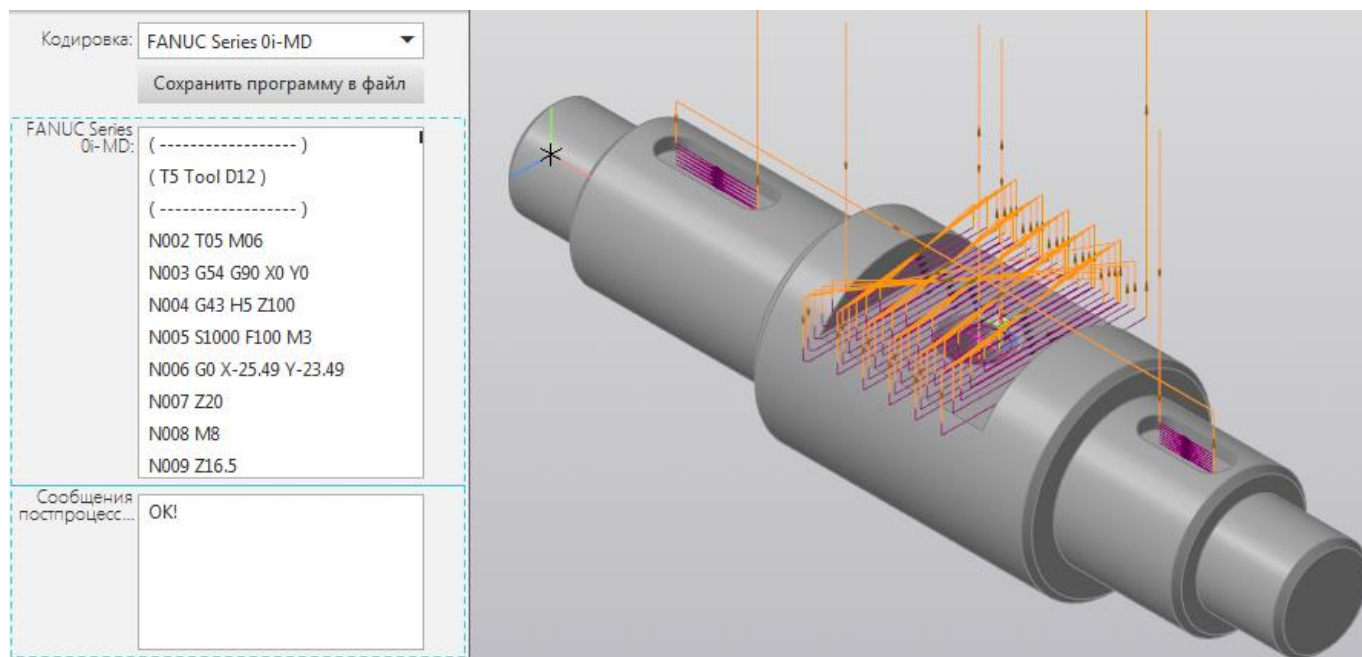 Кодировка: FANUC Series 0i-MD
Сохранить программу в файл
FANUC Series
0i-MD:
( ------------------ )
( T5 Tool D12 )
( ------------------ )
N002 T05 M06
N003 G54 G90 X0 Y0
N004 G43 H5 Z100
N005 S1000 F100 M3
N006 G0 X-25.49 Y-23.49
N007 Z20
N008 M8
N009 Z16.5
Сообщения
постпроцесс...
OK!